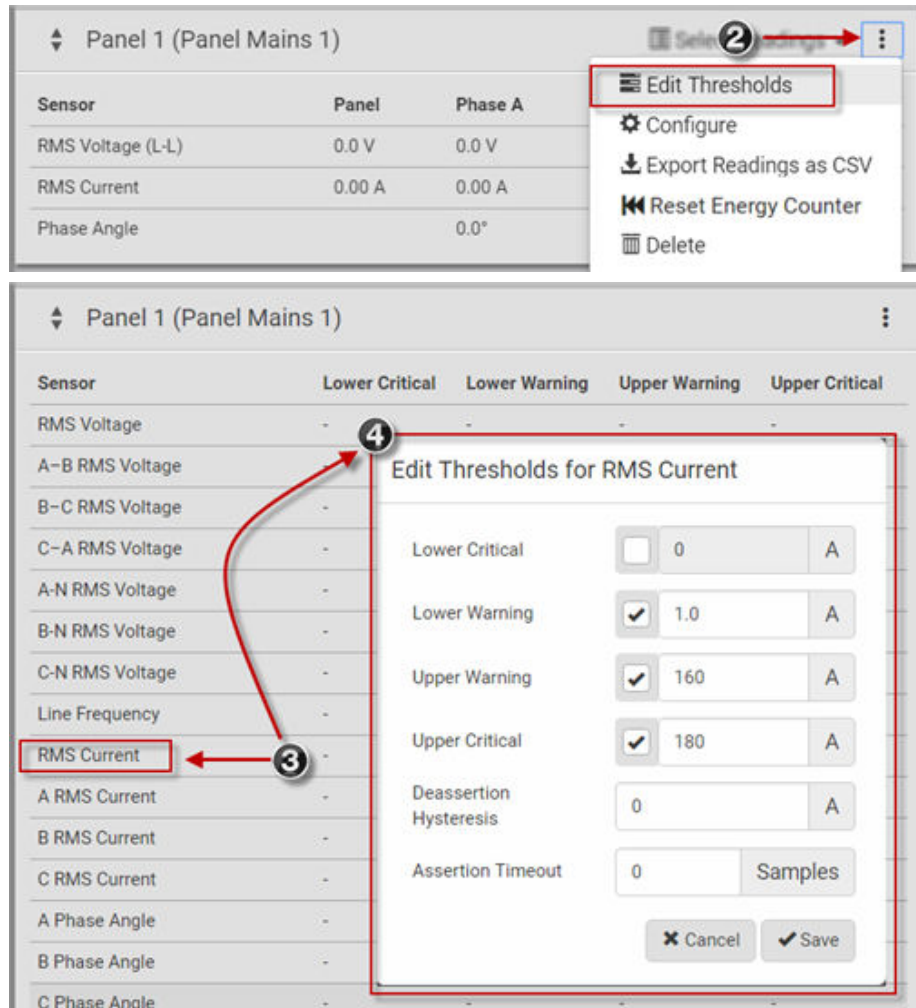 Panel 1 (Panel Mains 1)
2
Edit Thresholds
Configure
Export Readings as CSV
Reset Energy Counter
Delete
Sensor Panel Phase A
RMS Voltage (L-L) 0.0 V 0.0 V
RMS Current 0.00 A 0.00 A
Phase Angle 0.0°
Panel 1 (Panel Mains 1)
Sensor Lower Critical Lower Warning Upper Warning Upper Critical
RMS Voltage - - - -
A–B RMS Voltage -
B–C RMS Voltage -
C–A RMS Voltage -
A-N RMS Voltage -
B-N RMS Voltage -
C-N RMS Voltage -
Line Frequency -
RMS Current -
A RMS Current -
B RMS Current -
C RMS Current -
A Phase Angle -
B Phase Angle -
C Phase Angle - - - -
3
4
Edit Thresholds for RMS Current
Lower Critical 0 A
Lower Warning 1.0 A
Upper Warning 160 A
Upper Critical 180 A
Deassertion
Hysteresis 0 A
Assertion Timeout 0 Samples
Cancel Save